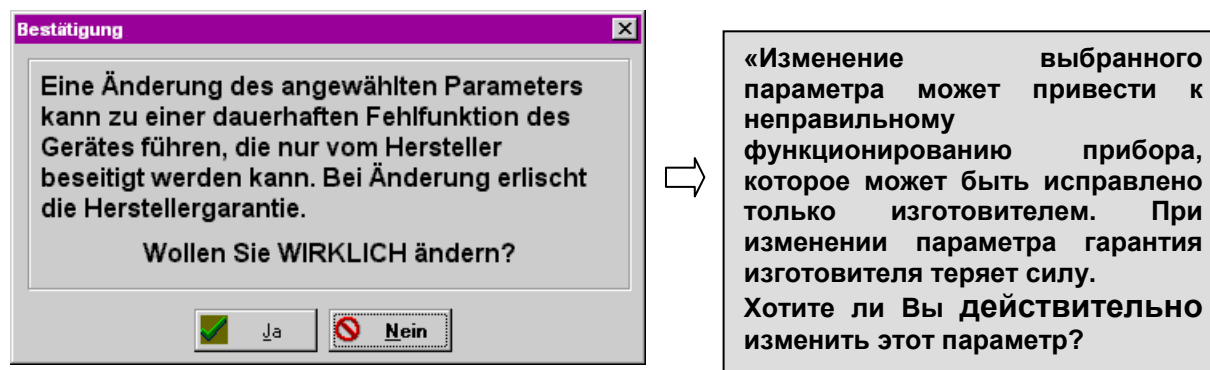 Bestätigung
Eine Änderung des angewählten Parameters
kann zu einer dauerhaften Fehlfunktion des
Gerätes führen, die nur vom Hersteller
beseitigt werden kann. Bei Änderung erlischt
die Herstellergarantie.
Wollen Sie WIRKLICH ändern?
Ja
Nein
«Изменение выбранного
параметра может привести к
неправильному
функционированию прибора,
которое может быть исправлено
только изготовителем. При
изменении параметра гарантия
изготовителя теряет силу.
Хотите ли Вы действительно
изменить этот параметр?